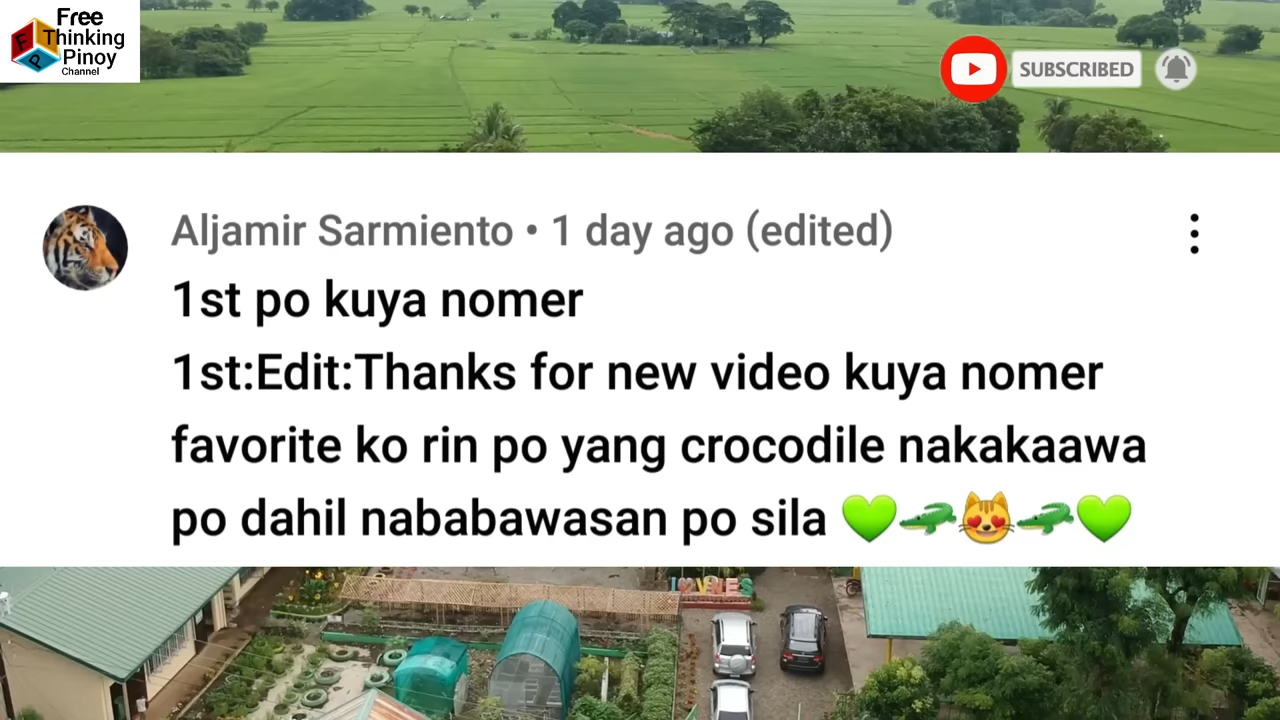 Free
Thinking
Pinoy
Channel
SUBSCRIBED
Aljamir Sarmiento • 1 day ago (edited)
1st po kuya nomer
1st:Edit:Thanks for new video kuya nomer
favorite ko rin po yang crocodile nakakaawa
po dahil nababawasan po sila 💚🐊😻🐊💚